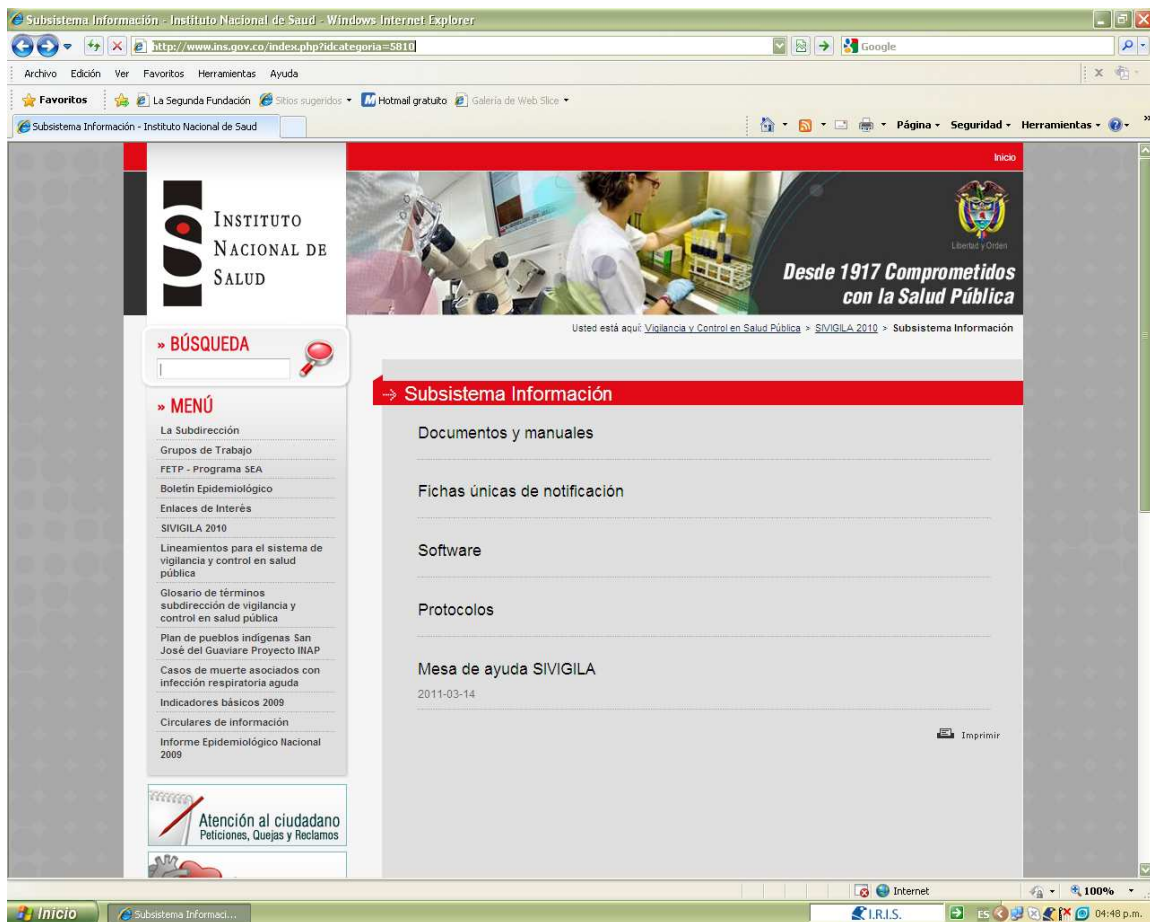 Subsistema Información - Instituto Nacional de Saud - Windows Internet Explorer
http://www.ins.gov.co/index.php?idcategoria=5810
Google
Archivo Edición Ver Favoritos Herramientas Ayuda
Favoritos La Segunda Fundación Sitios sugeridos Hotmail gratuito Galería de Web Slice
Subsistema Información - Instituto Nacional de Saud
Página Seguridad Herramientas
Inicio
INSTITUTO
NACIONAL DE
SALUD
Libertad y Orden
Desde 1917 Comprometidos
con la Salud Pública
Usted está aquí: Vigilancia y Control en Salud Pública > SIVIGILA 2010 > Subsistema Información
» BÚSQUEDA
» MENÚ
La Subdirección
Grupos de Trabajo
FETP - Programa SEA
Boletín Epidemiológico
Enlaces de Interés
SIVIGILA 2010
Lineamientos para el sistema de
vigilancia y control en salud
pública
Glosario de términos
subdirección de vigilancia y
control en salud pública
Plan de pueblos indígenas San
José del Guaviare Proyecto INAP
Casos de muerte asociados con
infección respiratoria aguda
Indicadores básicos 2009
Circulares de información
Informe Epidemiológico Nacional
2009
Atención al ciudadano
Peticiones, Quejas y Reclamos
Subsistema Información
Documentos y manuales
Fichas únicas de notificación
Software
Protocolos
Mesa de ayuda SIVIGILA
2011-03-14
Imprimir
Internet
100%
Inicio
Subsistema Informaci...
I.R.I.S.
ES
04:48 p.m.